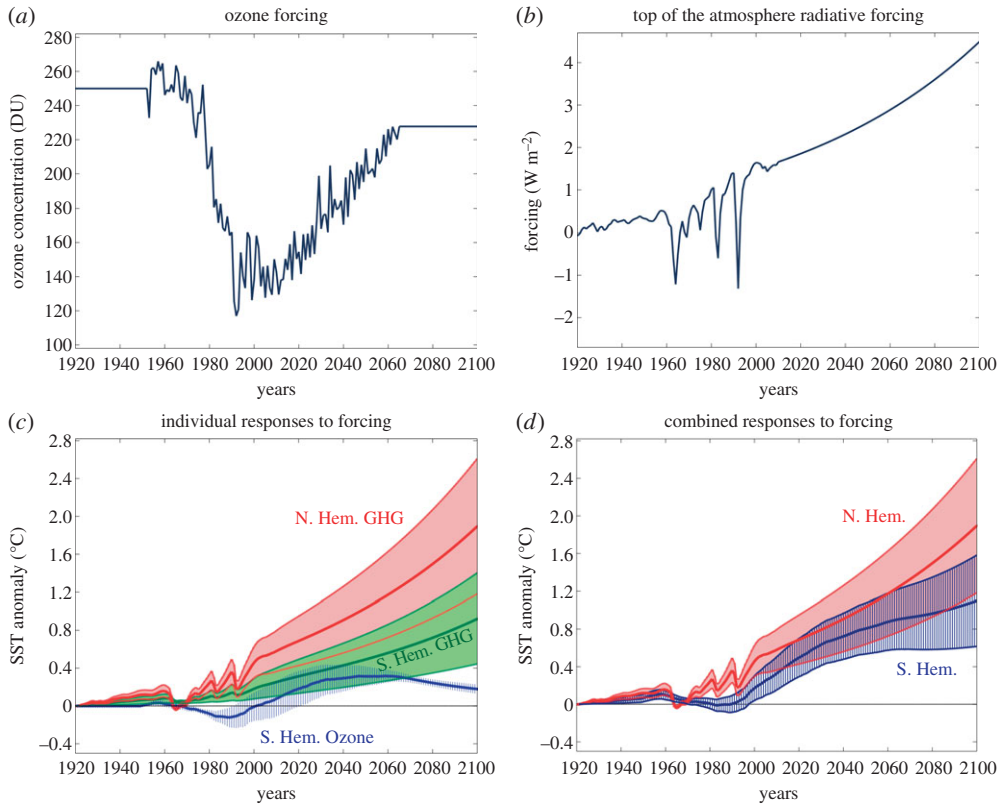 (a) ozone forcing
280
260
240
220
200
180
160
140
120
100
ozone concentration (DU)
1920 1940 1960 1980 2000 2020 2040 2060 2080 2100
years
(b) top of the atmosphere radiative forcing
4
3
2
1
0
–1
–2
forcing (W m–2)
1920 1940 1960 1980 2000 2020 2040 2060 2080 2100
years
(c) individual responses to forcing
2.8
2.4
2.0
1.6
1.2
0.8
0.4
0
–0.4
SST anomaly (°C)
N. Hem. GHG
S. Hem. GHG
S. Hem. Ozone
1920 1940 1960 1980 2000 2020 2040 2060 2080 2100
years
(d) combined responses to forcing
2.8
2.4
2.0
1.6
1.2
0.8
0.4
0
–0.4
SST anomaly (°C)
N. Hem.
S. Hem.
1920 1940 1960 1980 2000 2020 2040 2060 2080 2100
years